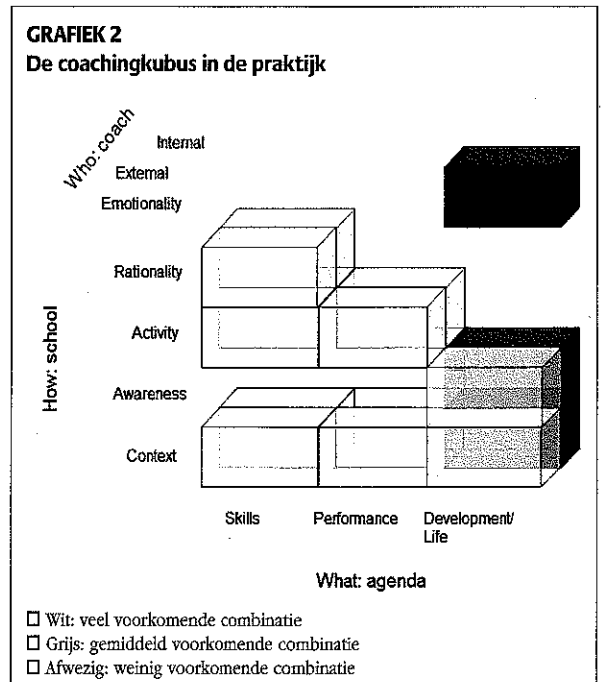 GRAFIEK 2
De coachingkubus in de praktijk
Who: coach
Internal
External
Emotionality
Rationality
Activity
Awareness
Context
How: school
Skills
Performance
Development/
Life
What: agenda
□ Wit: veel voorkomende combinatie
□ Grijs: gemiddeld voorkomende combinatie
□ Afwezig: weinig voorkomende combinatie